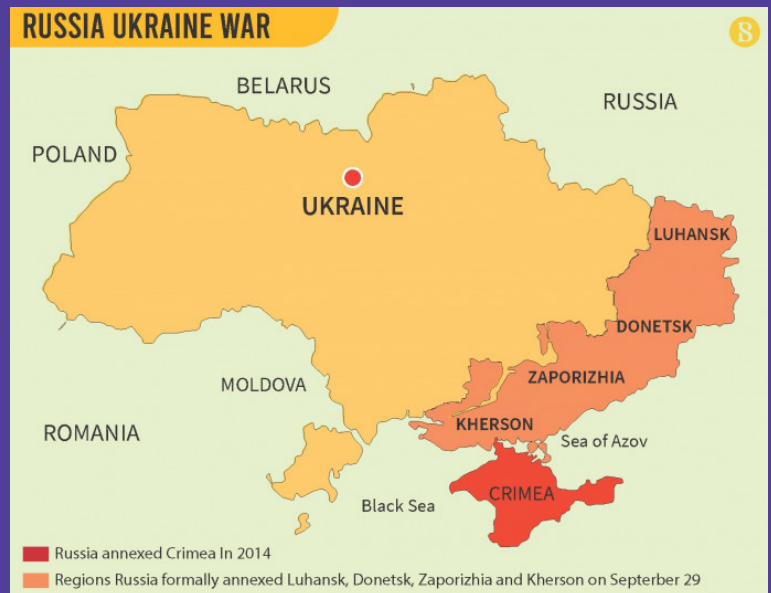 RUSSIA UKRAINE WAR
BELARUS
RUSSIA
POLAND
UKRAINE
LUHANSK
DONETSK
ZAPORIZHIA
MOLDOVA
KHERSON
ROMANIA
Sea of Azov
CRIMEA
Black Sea
Russia annexed Crimea In 2014
Regions Russia formally annexed Luhansk, Donetsk, Zaporizhia and Kherson on Septerber 29